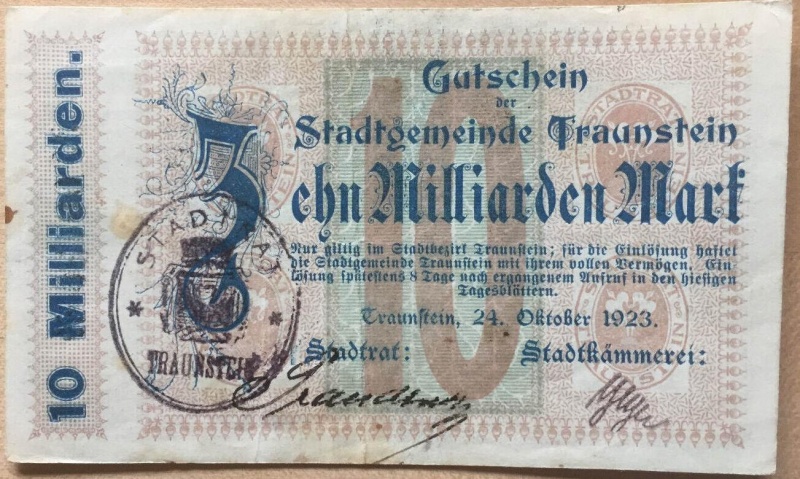 10 Milliarden.
Gutschein
der
Stadtgemeinde Traunstein
Zehn Milliarden Mark
10
Nur giltig im Stadtbezirk Traunstein; für die Einlösung haftet
die Stadtgemeinde Traunstein mit ihrem vollen Vermögen. Ein-
lösung spätestens 8 Tage nach ergangenem Aufruf in den hiesigen
Tagesblättern.
Traunstein, 24. Oktober 1923.
Stadtrat: Stadtkämmerei:
STADTRAT
* *
TRAUNSTEIN